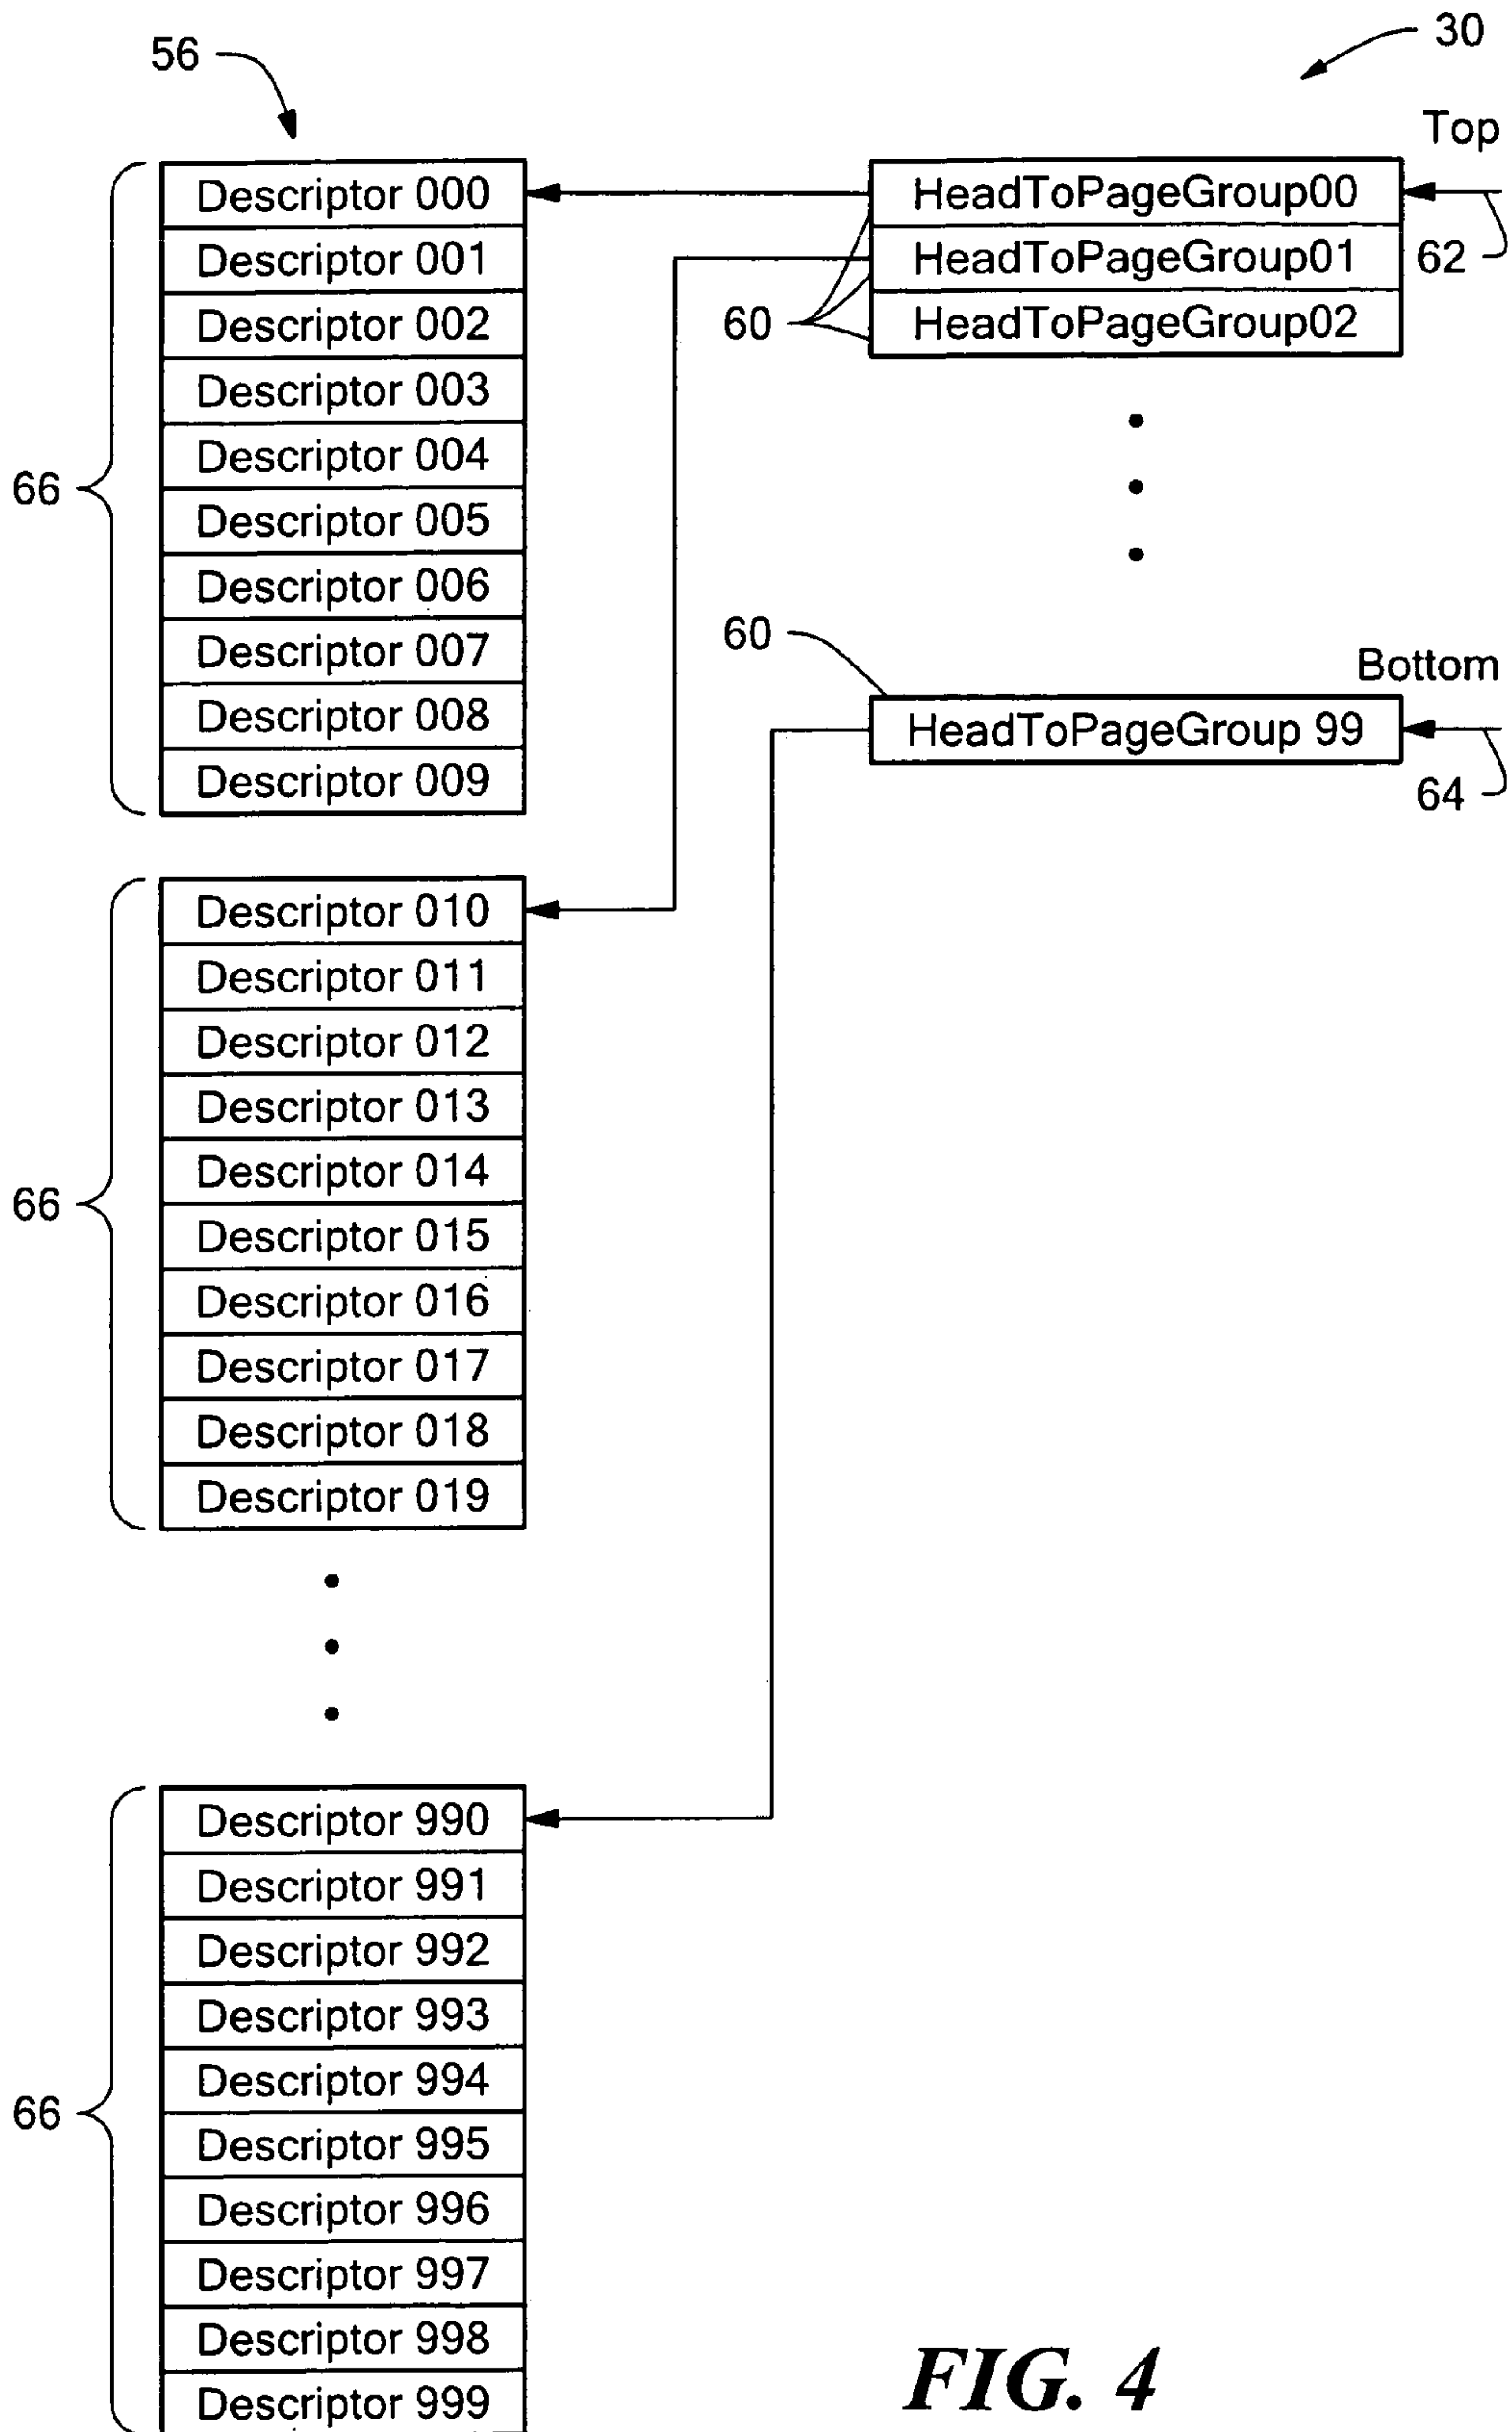 56
30
Top
Descriptor 000
Descriptor 001
Descriptor 002
Descriptor 003
Descriptor 004
Descriptor 005
Descriptor 006
Descriptor 007
Descriptor 008
Descriptor 009
66
HeadToPageGroup00
HeadToPageGroup01
HeadToPageGroup02
62
60
60
Bottom
HeadToPageGroup 99
64
Descriptor 010
Descriptor 011
Descriptor 012
Descriptor 013
Descriptor 014
Descriptor 015
Descriptor 016
Descriptor 017
Descriptor 018
Descriptor 019
66
Descriptor 990
Descriptor 991
Descriptor 992
Descriptor 993
Descriptor 994
Descriptor 995
Descriptor 996
Descriptor 997
Descriptor 998
Descriptor 999
66
FIG. 4